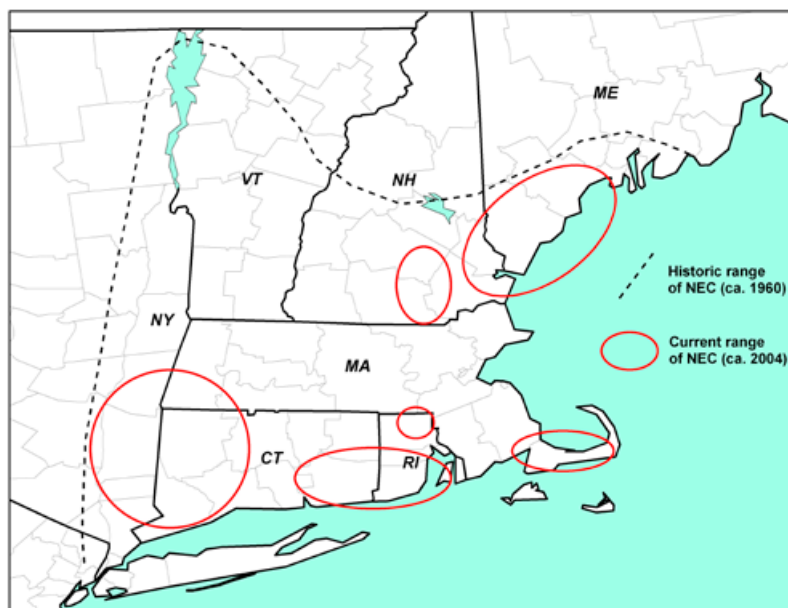 ME
VT
NH
Historic range
of NEC (ca. 1960)
NY
Current range
of NEC (ca. 2004)
MA
CT
RI